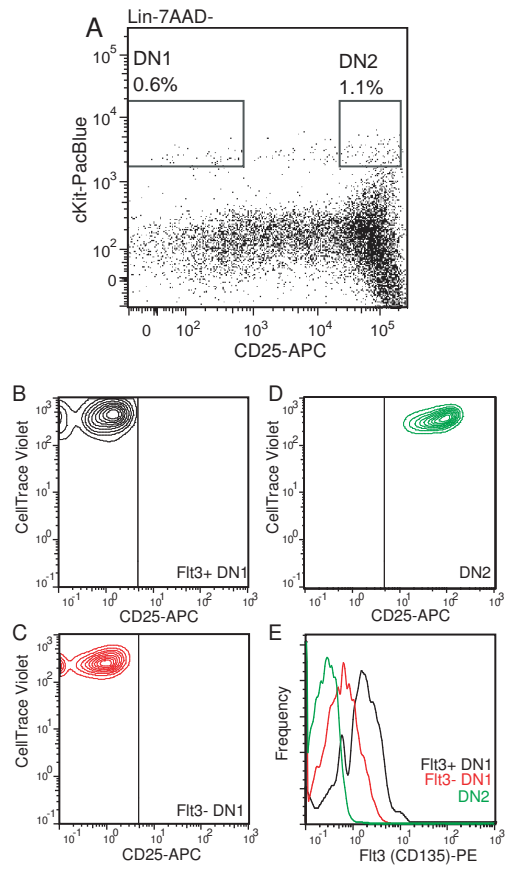 A
Lin-7AAD-
DN1
0.6%
DN2
1.1%
10^5
10^4
10^3
10^2
0
cKit-PacBlue
0 10^2 10^3 10^4 10^5
CD25-APC
B
10^3
10^2
10^1
10^0
10^-1
CellTrace Violet
Flt3+ DN1
10^-1 10^0 10^1 10^2 10^3
CD25-APC
D
10^3
10^2
10^1
10^0
10^-1
CellTrace Violet
DN2
10^-1 10^0 10^1 10^2 10^3
CD25-APC
C
10^3
10^2
10^1
10^0
10^-1
CellTrace Violet
Flt3- DN1
10^-1 10^0 10^1 10^2 10^3
CD25-APC
E
Frequency
Flt3+ DN1
Flt3- DN1
DN2
10^-1 10^0 10^1 10^2 10^3
Flt3 (CD135)-PE